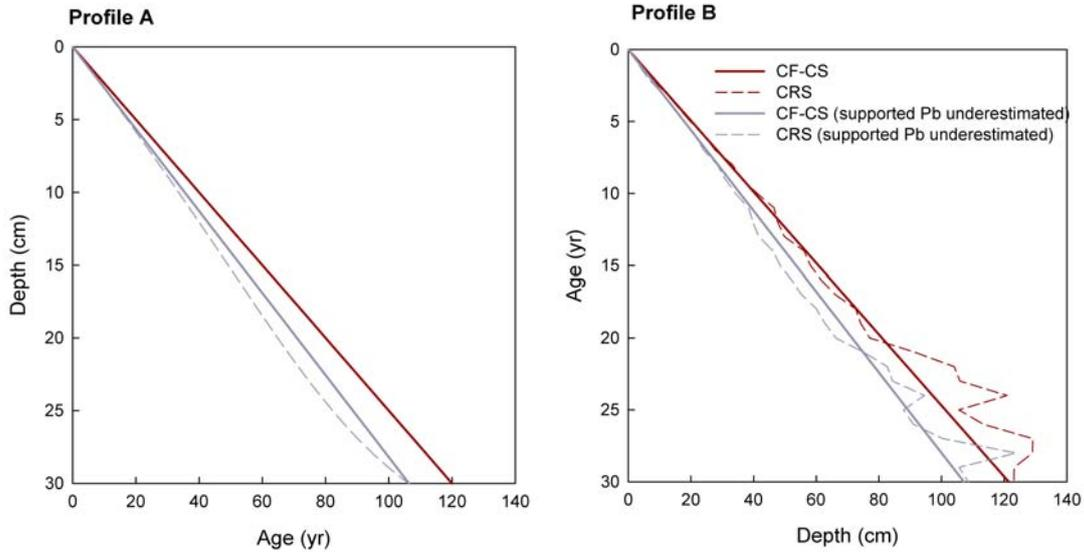 Profile A
0
5
10
15
20
25
30
Depth (cm)
0 20 40 60 80 100 120 140
Age (yr)
Profile B
CF-CS
CRS
CF-CS (supported Pb underestimated)
CRS (supported Pb underestimated)
0
5
10
15
20
25
30
Age (yr)
0 20 40 60 80 100 120 140
Depth (cm)